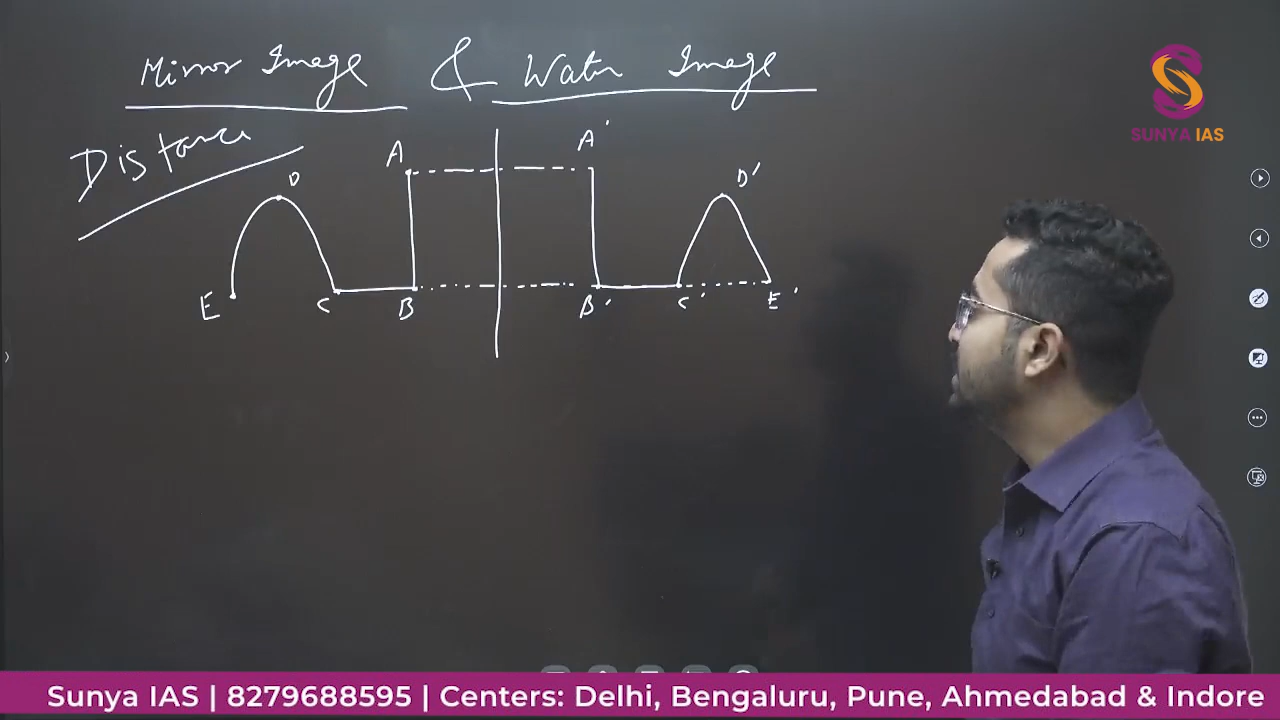 Mirror Image & Water Image
SUNYA IAS
Distance
A A'
D D'
E C B B' C' E'
Sunya IAS | 8279688595 | Centers: Delhi, Bengaluru, Pune, Ahmedabad & Indore